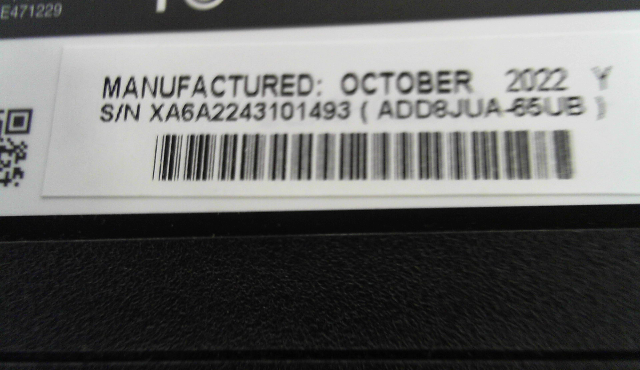 E471229
MANUFACTURED: OCTOBER 2022 Y
S/N XA6A2243101493 ( ADD8JUA-65UB )